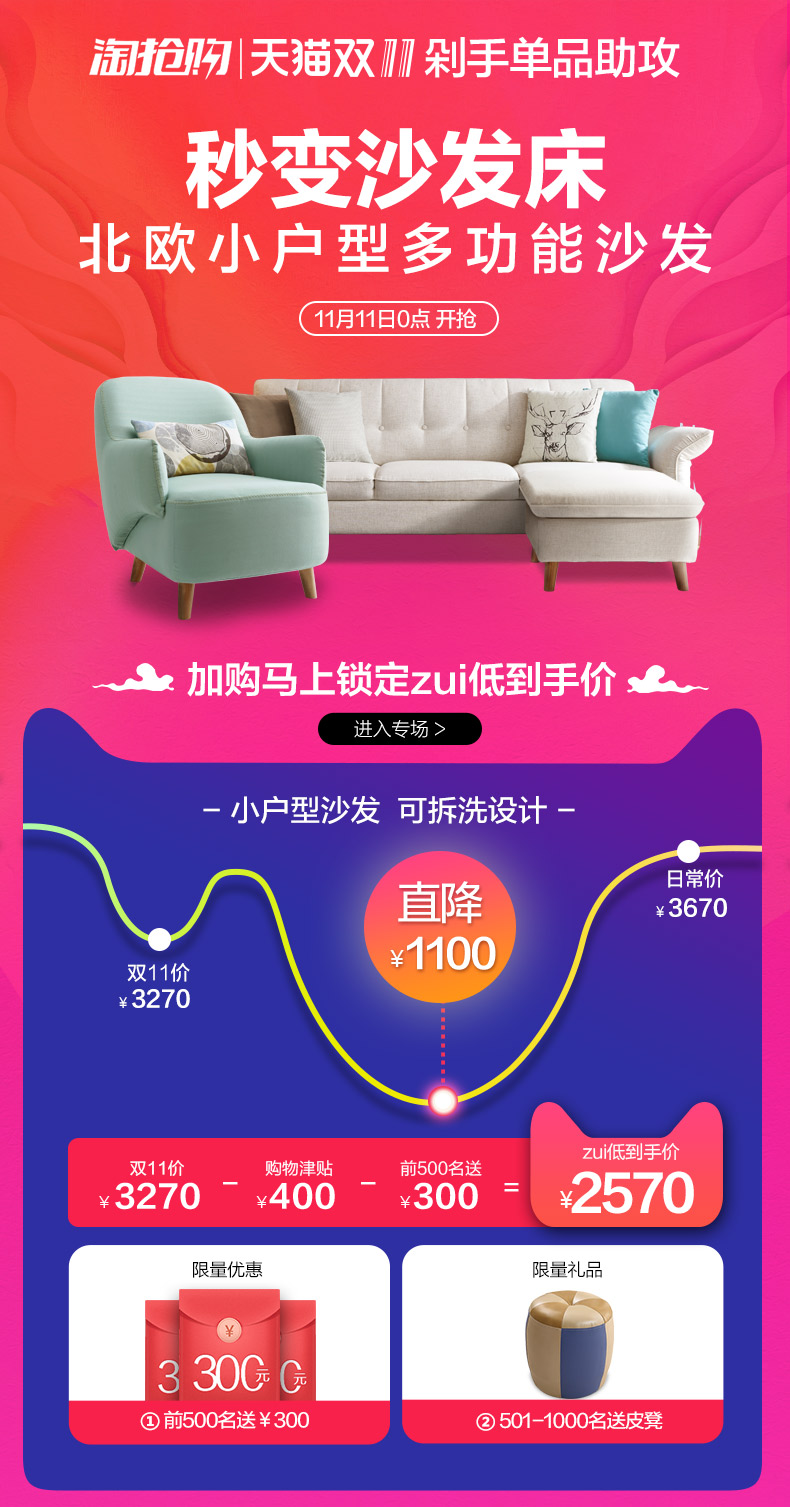 淘抢购|天猫双11 剁手单品助攻
秒变沙发床
北欧小户型多功能沙发
11月11日0点 开抢
加购马上锁定zui低到手价
进入专场 >
- 小户型沙发 可拆洗设计 -
直降
¥1100
日常价
¥3670
双11价
¥3270
双11价 购物津贴 前500名送 zui低到手价
¥3270 - ¥400 - ¥300 = ¥2570
限量优惠
¥
3 300元 0元
① 前500名送¥300
限量礼品
② 501-1000名送皮凳